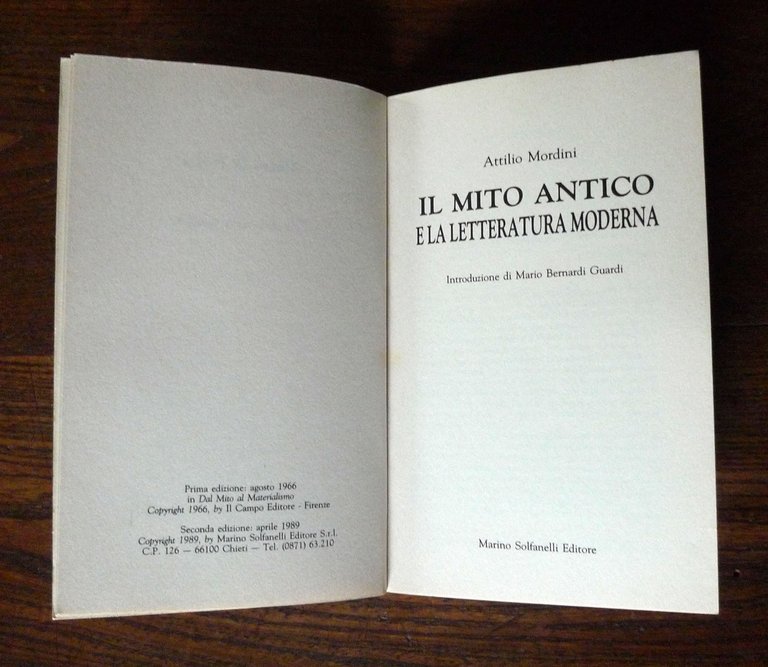 Prima edizione: agosto 1966
in Dal Mito al Materialismo
Copyright 1966, by Il Campo Editore - Firenze
Seconda edizione: aprile 1989
Copyright 1989, by Marino Solfanelli Editore S.r.l.
C.P. 126 — 66100 Chieti — Tel. (0871) 63.210
Attilio Mordini
IL MITO ANTICO
E LA LETTERATURA MODERNA
Introduzione di Mario Bernardi Guardi
Marino Solfanelli Editore